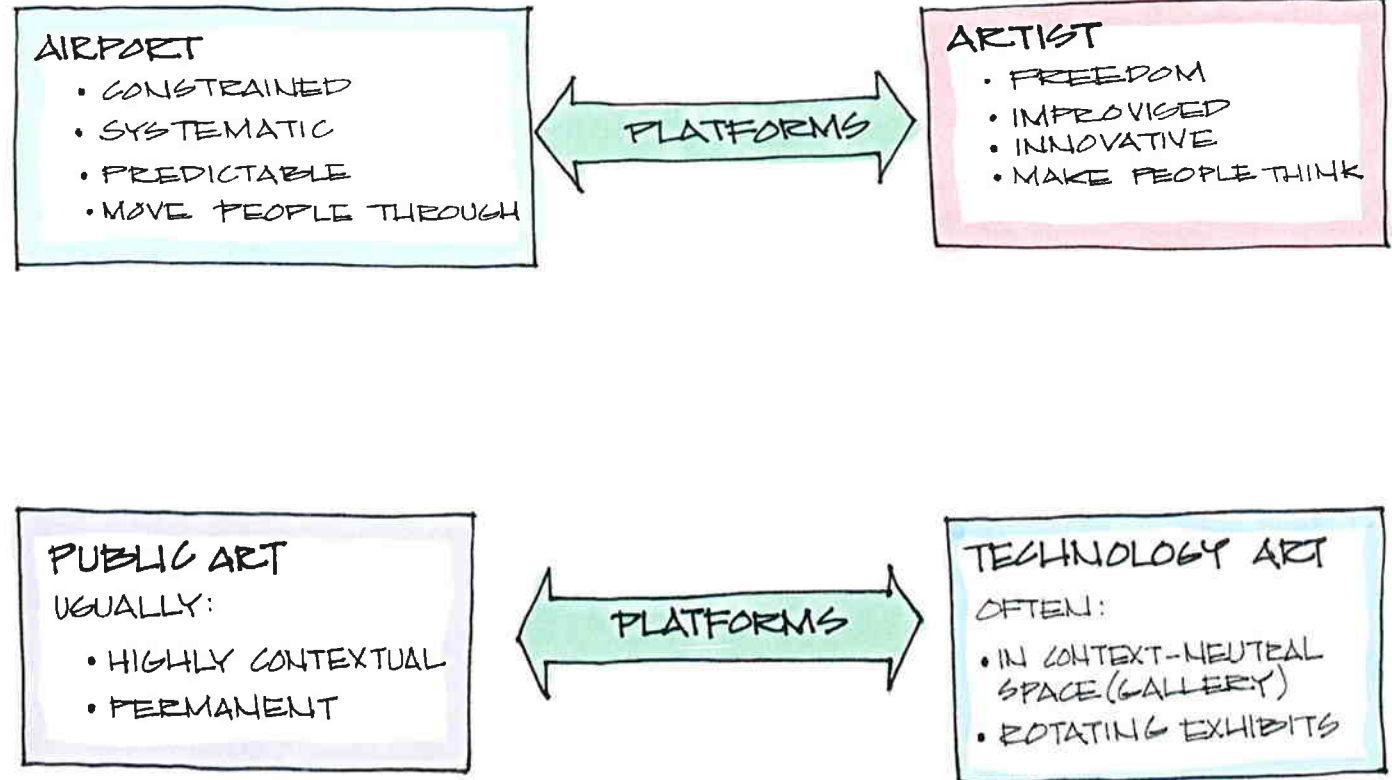 AIRPORT
• CONSTRAINED
• SYSTEMATIC
• PREDICTABLE
• MOVE PEOPLE THROUGH
PLATFORMS
ARTIST
• FREEDOM
• IMPROVISED
• INNOVATIVE
• MAKE PEOPLE THINK
PUBLIC ART
USUALLY:
• HIGHLY CONTEXTUAL
• PERMANENT
PLATFORMS
TECHNOLOGY ART
OFTEN:
• IN CONTEXT-NEUTRAL
SPACE (GALLERY)
• ROTATING EXHIBITS